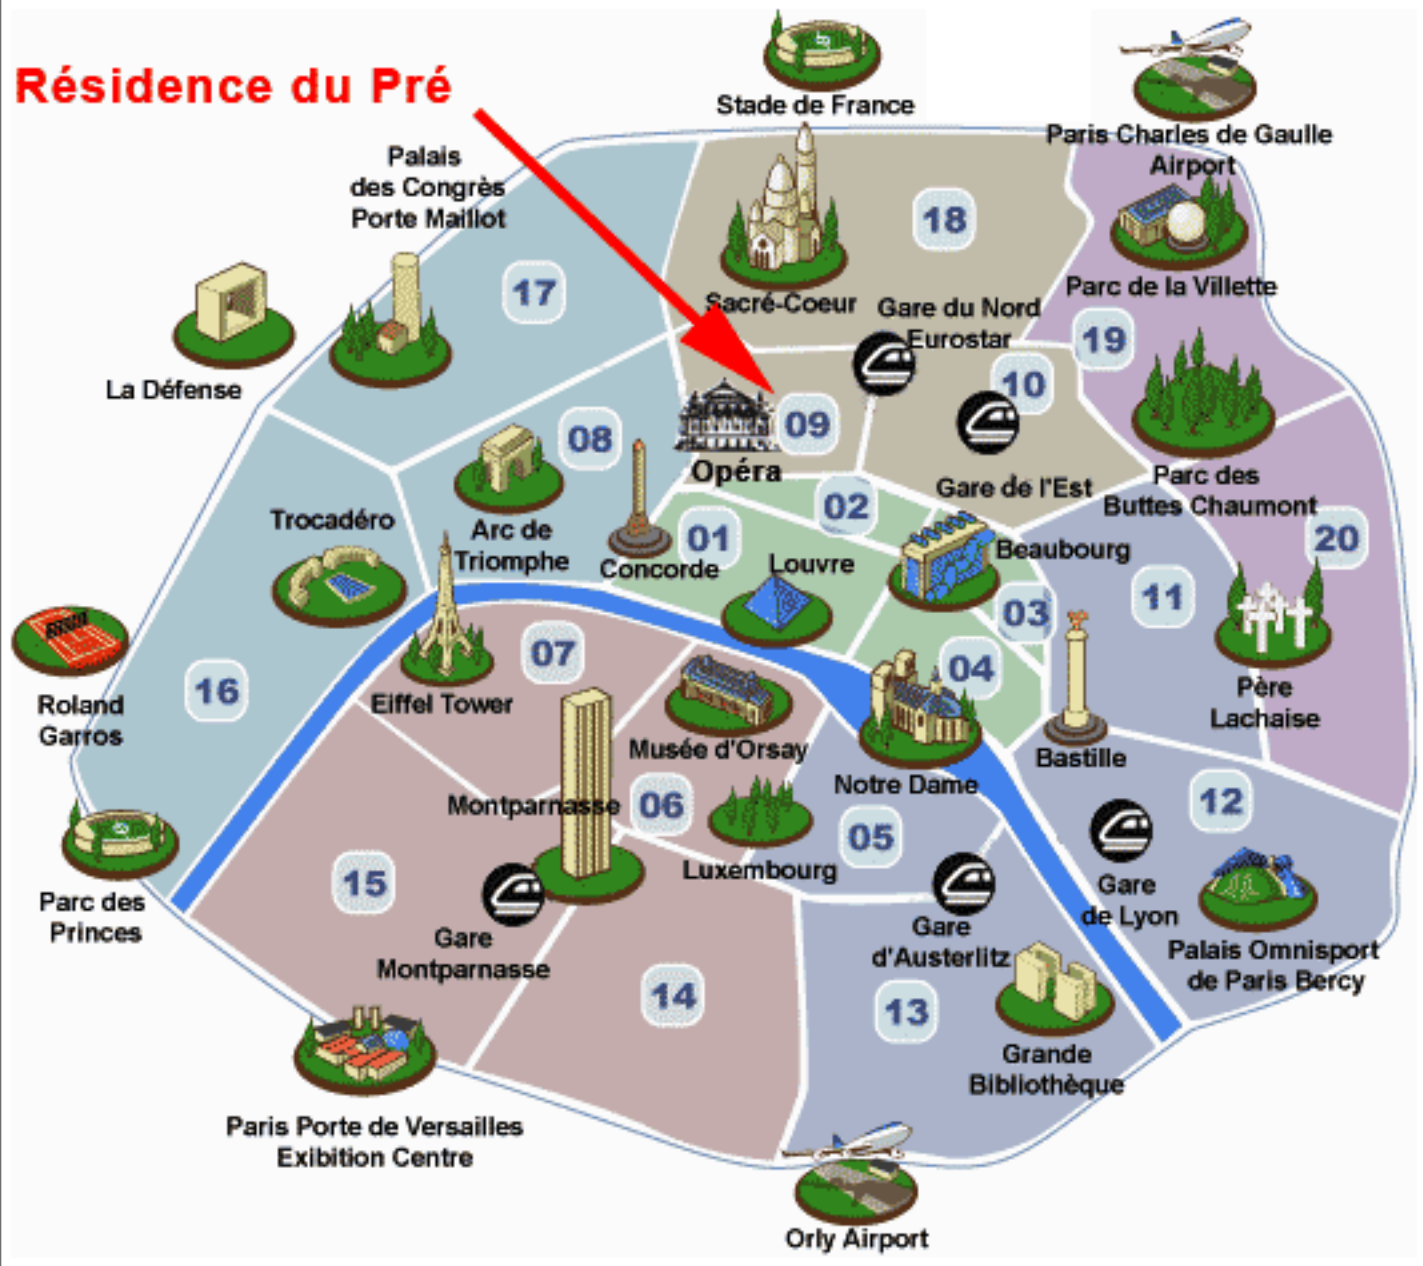 Stade de France
Paris Charles de Gaulle
Airport
Résidence du Pré
Palais
des Congrès
Porte Maillot
18
17
Parc de la Villette
Sacré-Coeur
Gare du Nord
Eurostar
19
La Défense
10
08
09
Opéra
Parc des
Buttes Chaumont
Gare de l'Est
02
Trocadéro
Arc de
Triomphe
01
Concorde
Louvre
Beaubourg
20
11
03
07
04
16
Eiffel Tower
Roland
Garros
Père
Lachaise
Musée d'Orsay
Bastille
Notre Dame
Montparnasse
06
12
05
Luxembourg
15
Gare
de Lyon
Parc des
Princes
Gare
Montparnasse
Gare
d'Austerlitz
Palais Omnisport
de Paris Bercy
14
13
Grande
Bibliothèque
Paris Porte de Versailles
Exibition Centre
Orly Airport